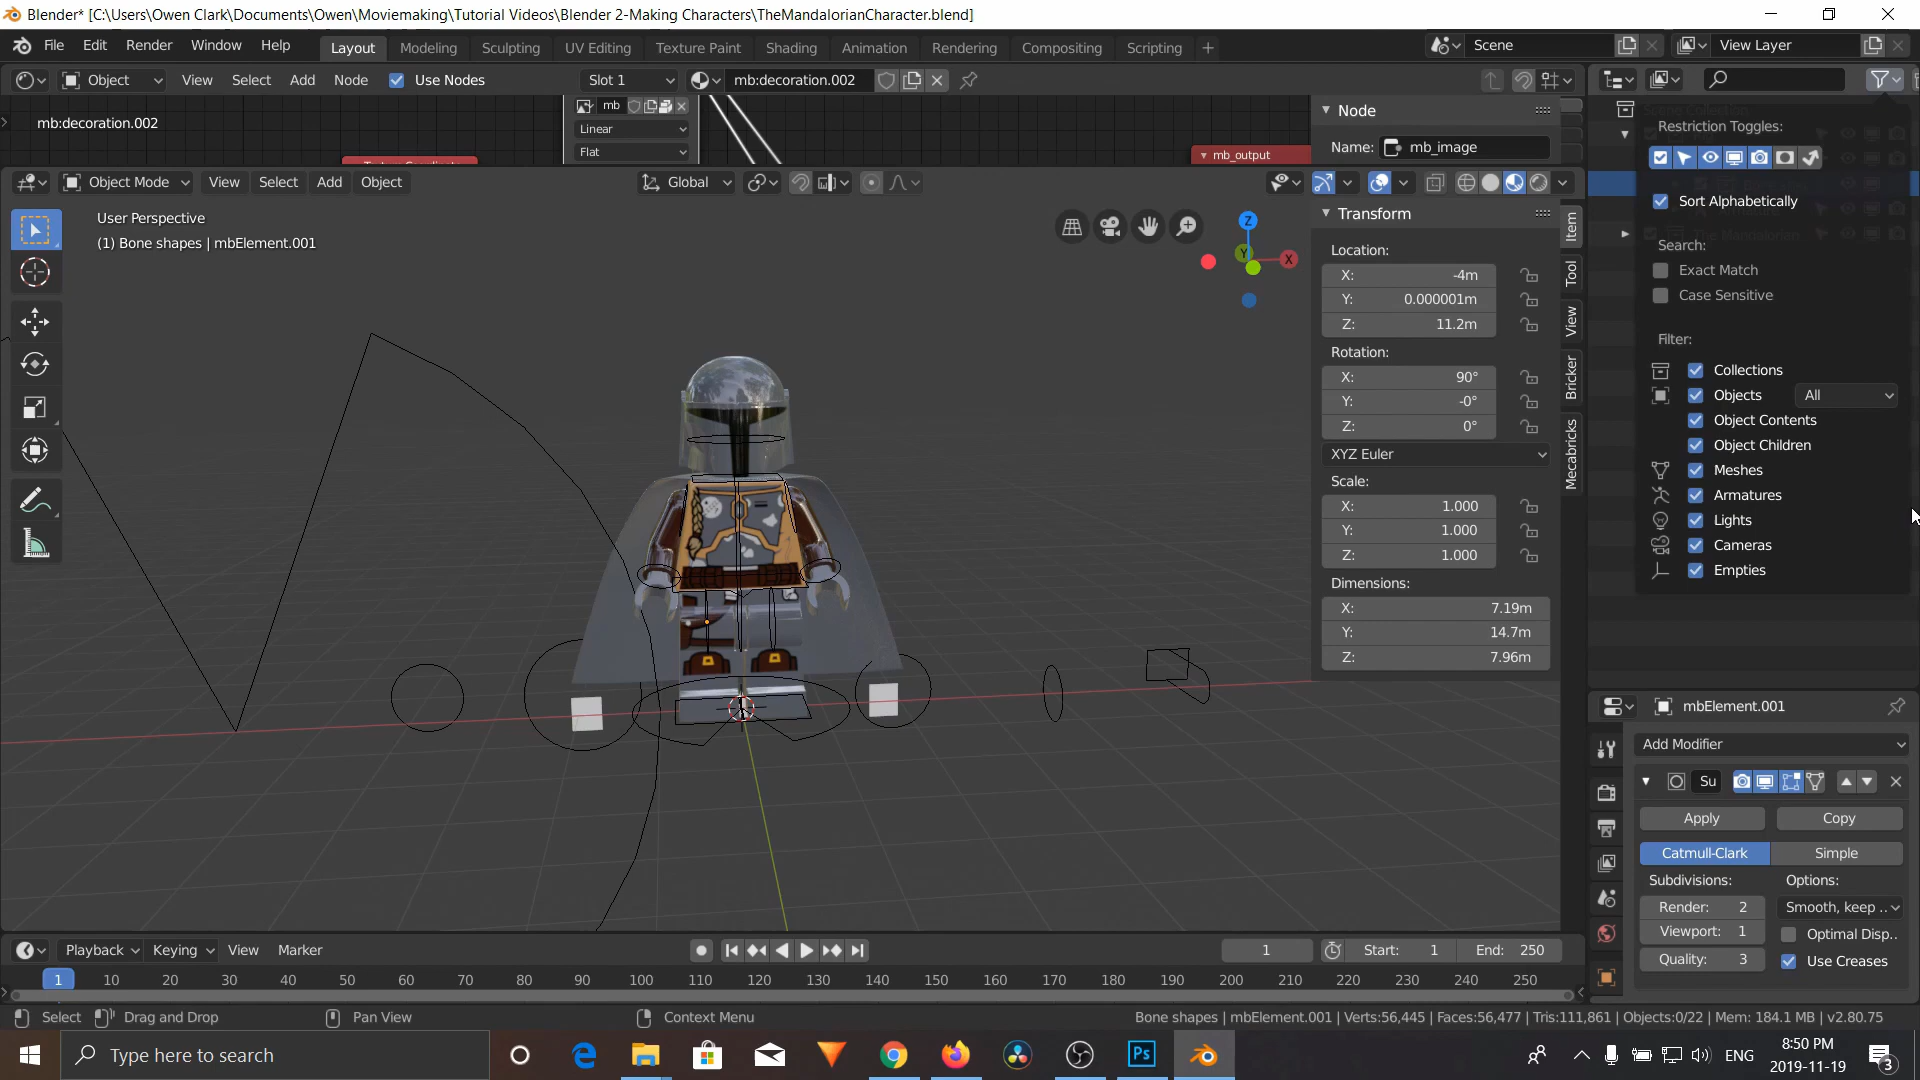 Blender* [C:\Users\Owen Clark\Documents\Owen\Moviemaking\Tutorial Videos\Blender 2-Making Characters\TheMandalorianCharacter.blend]
File Edit Render Window Help Layout Modeling Sculpting UV Editing Texture Paint Shading Animation Rendering Compositing Scripting + Scene View Layer
Object View Select Add Node Use Nodes Slot 1 mb:decoration.002
mb:decoration.002
mb
Linear
Flat
mb_output
Node
Name: mb_image
Object Mode View Select Add Object Global
User Perspective
(1) Bone shapes | mbElement.001
Z
Y
X
Transform
Location:
X: -4m
Y: 0.000001m
Z: 11.2m
Rotation:
X: 90°
Y: -0°
Z: 0°
XYZ Euler
Scale:
X: 1.000
Y: 1.000
Z: 1.000
Dimensions:
X: 7.19m
Y: 14.7m
Z: 7.96m
Item
Tool
View
Bricker
Mecabricks
Restriction Toggles:
Sort Alphabetically
Search:
Exact Match
Case Sensitive
Filter:
Collections
Objects All
Object Contents
Object Children
Meshes
Armatures
Lights
Cameras
Empties
mbElement.001
Add Modifier
Su
Apply Copy
Catmull-Clark Simple
Subdivisions: Options:
Render: 2 Smooth, keep ..
Viewport: 1 Optimal Disp..
Quality: 3 Use Creases
Playback Keying View Marker 1 Start: 1 End: 250
1 10 20 30 40 50 60 70 80 90 100 110 120 130 140 150 160 170 180 190 200 210 220 230 240 250
Select Drag and Drop Pan View Context Menu Bone shapes | mbElement.001 | Verts:56,445 | Faces:56,477 | Tris:111,861 | Objects:0/22 | Mem: 184.1 MB | v2.80.75
Type here to search Ps ENG 8:50 PM
2019-11-19 3